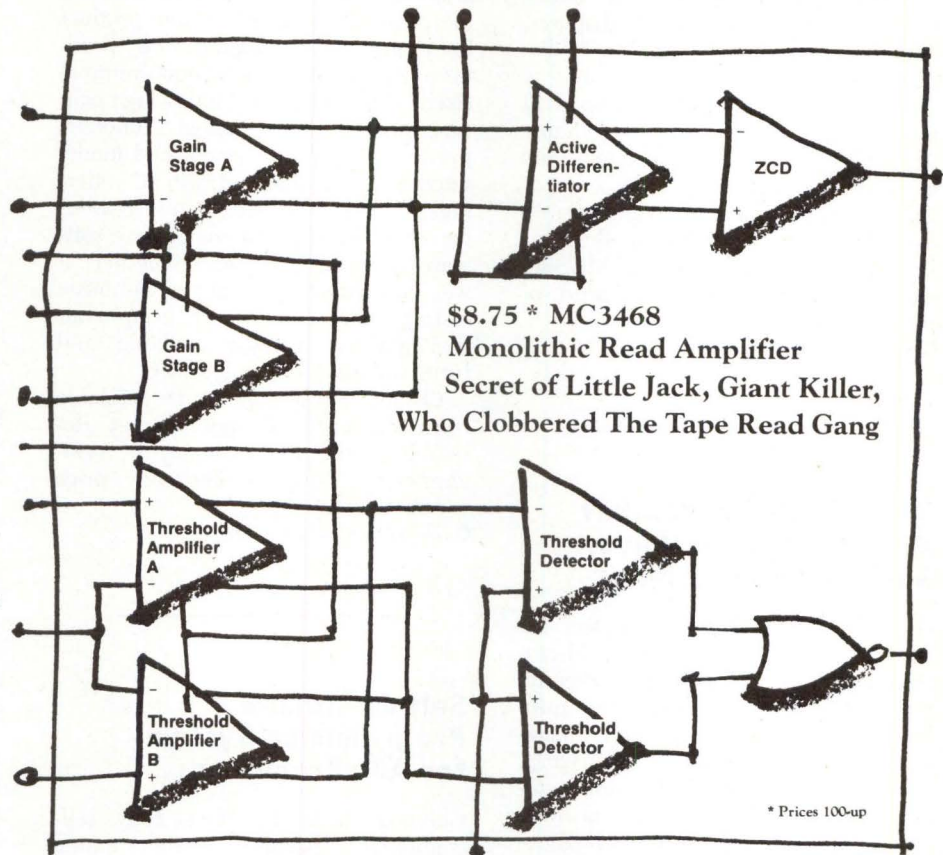 +
Gain
Stage A
−
+
Gain
Stage B
−
+
Active
Differen-
tiator
−
ZCD
+
$8.75 * MC3468
Monolithic Read Amplifier
Secret of Little Jack, Giant Killer,
Who Clobbered The Tape Read Gang
+
Threshold
Amplifier
A
−
−
Threshold
Amplifier
B
+
−
Threshold
Detector
+
+
Threshold
Detector
−
* Prices 100-up